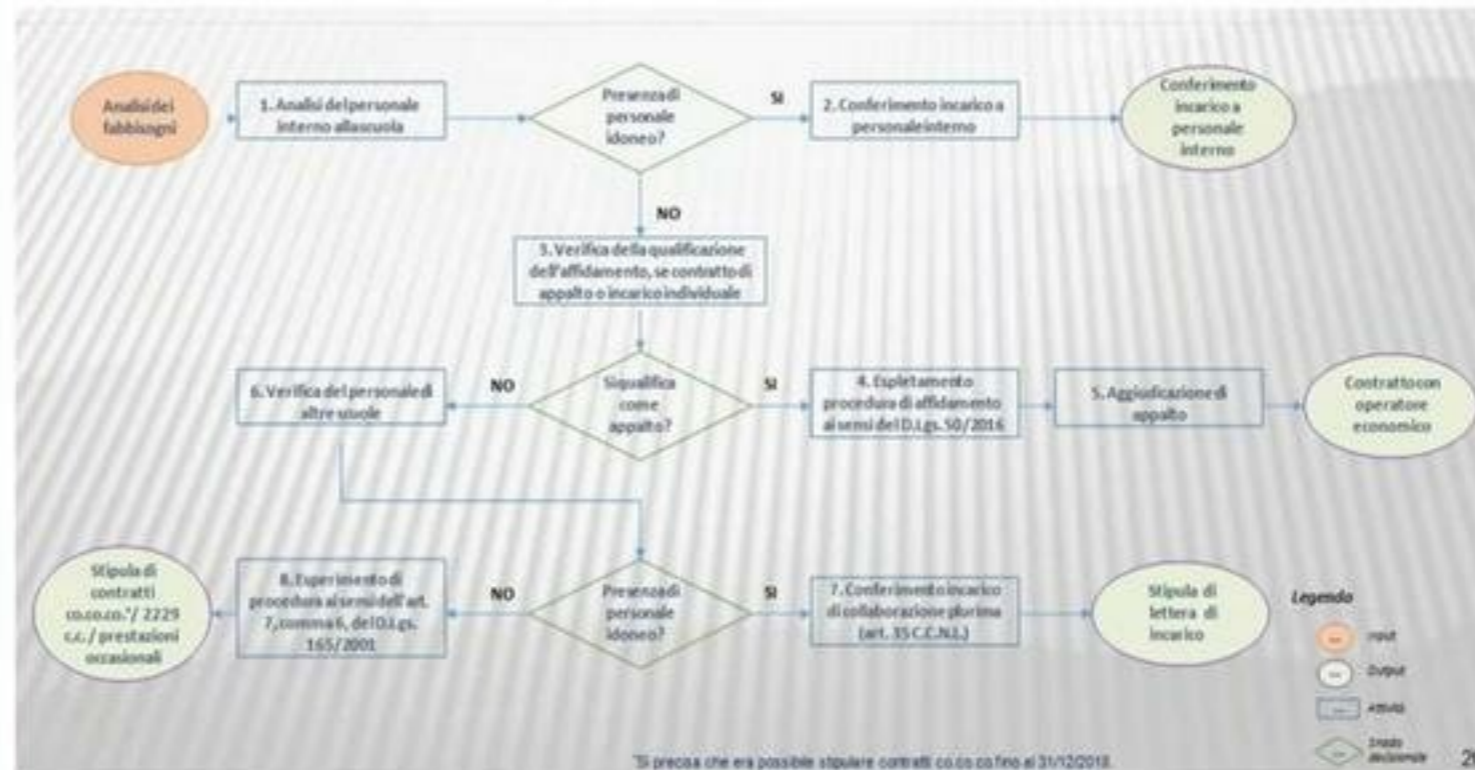 Analisi dei
fabbisogni
1. Analisi del personale
interno alla scuola
Presenza di
personale
idoneo?
SI
2. Conferimento incarico a
personale interno
Conferimento
incarico a
personale
interno
NO
3. Verifica della qualificazione
dell'affidamento, se contratto di
appalto o incarico individuale
6. Verifica del personale di
altre scuole
NO
Si qualifica
come
appalto?
SI
4. Espletamento
procedura di affidamento
ai sensi del D.Lgs. 50/2016
5. Aggiudicazione di
appalto
Contratto con
operatore
economico
Stipula di
contratti
co.co.co.*/ 2229
c.c./ prestazioni
occasionali
8. Esperimento di
procedura ai sensi dell'art.
7, comma 6, del D.Lgs.
165/2001
NO
Presenza di
personale
idoneo?
SI
7. Conferimento incarico
di collaborazione plurima
(art. 35 C.C.N.L.)
Stipula di
lettera di
incarico
Legenda
... Input
... Output
... Attività
... Snodo
decisionale
*Si precisa che era possibile stipulare contratti co.co.co fino al 31/12/2018.